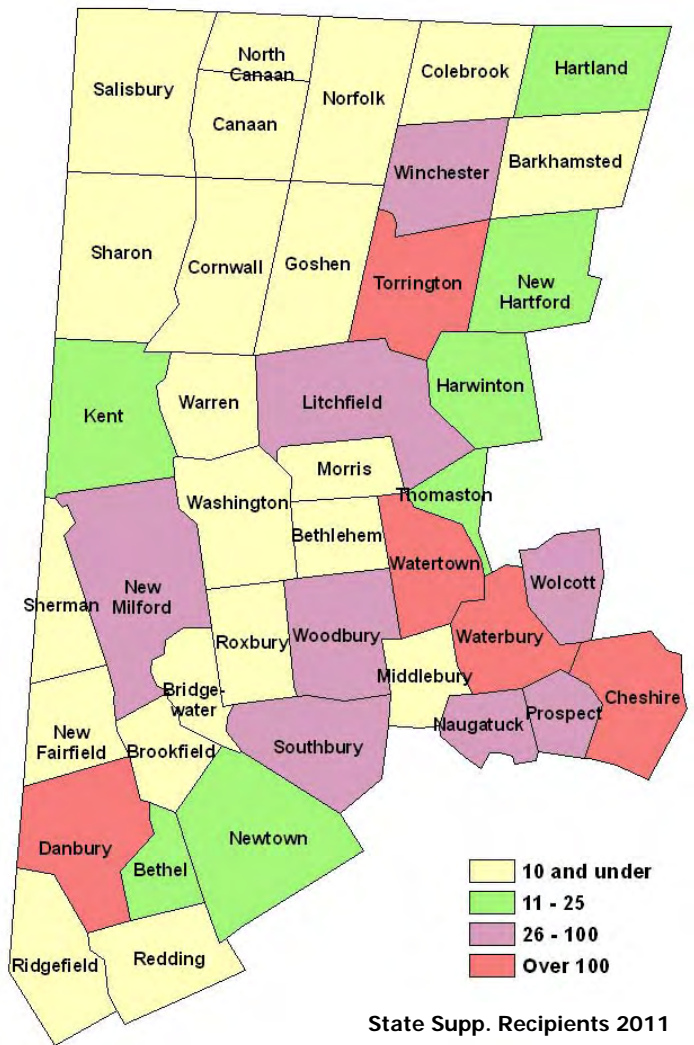 North
Canaan
Salisbury
Colebrook
Hartland
Norfolk
Canaan
Winchester
Barkhamsted
Sharon
Cornwall
Goshen
Torrington
New
Hartford
Kent
Warren
Litchfield
Harwinton
Morris
Washington
Thomaston
Bethlehem
Watertown
Wolcott
Sherman
New
Milford
Roxbury
Woodbury
Waterbury
Middlebury
Bridge-
water
Cheshire
Prospect
Naugatuck
New
Fairfield
Brookfield
Southbury
Danbury
Bethel
Newtown
Ridgefield
Redding
10 and under
11 - 25
26 - 100
Over 100
State Supp. Recipients 2011